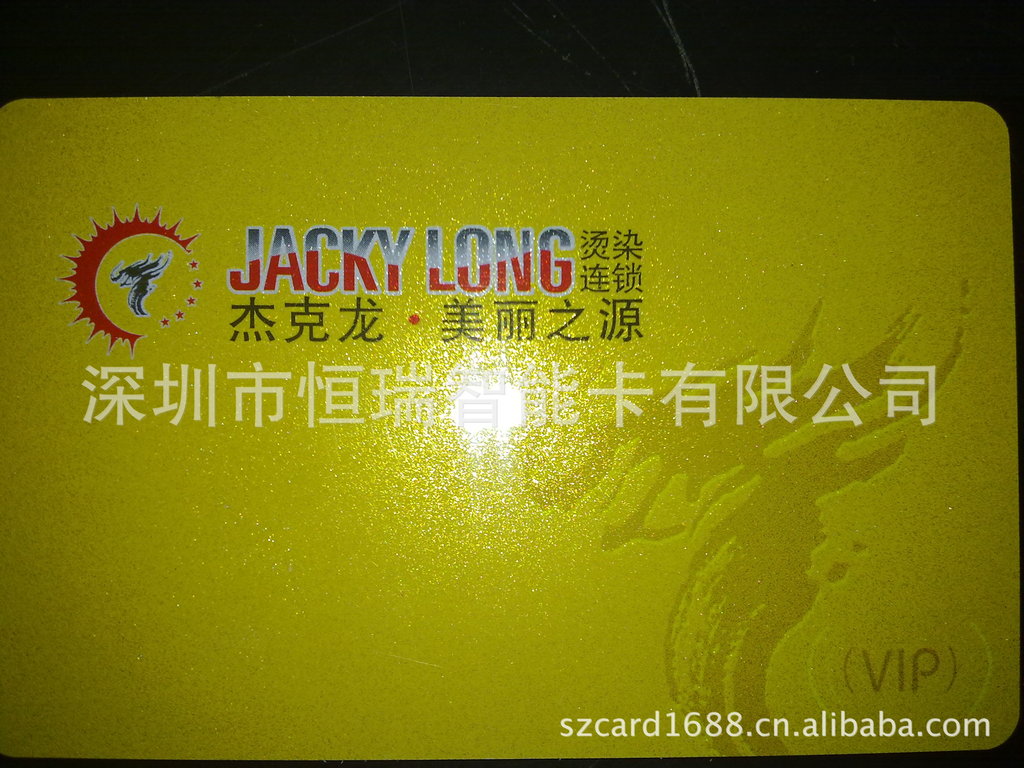 JACKY LONG 烫染
连锁
杰克龙·美丽之源
深圳市恒瑞智能卡有限公司
(VIP)
szcard1688.cn.alibaba.com